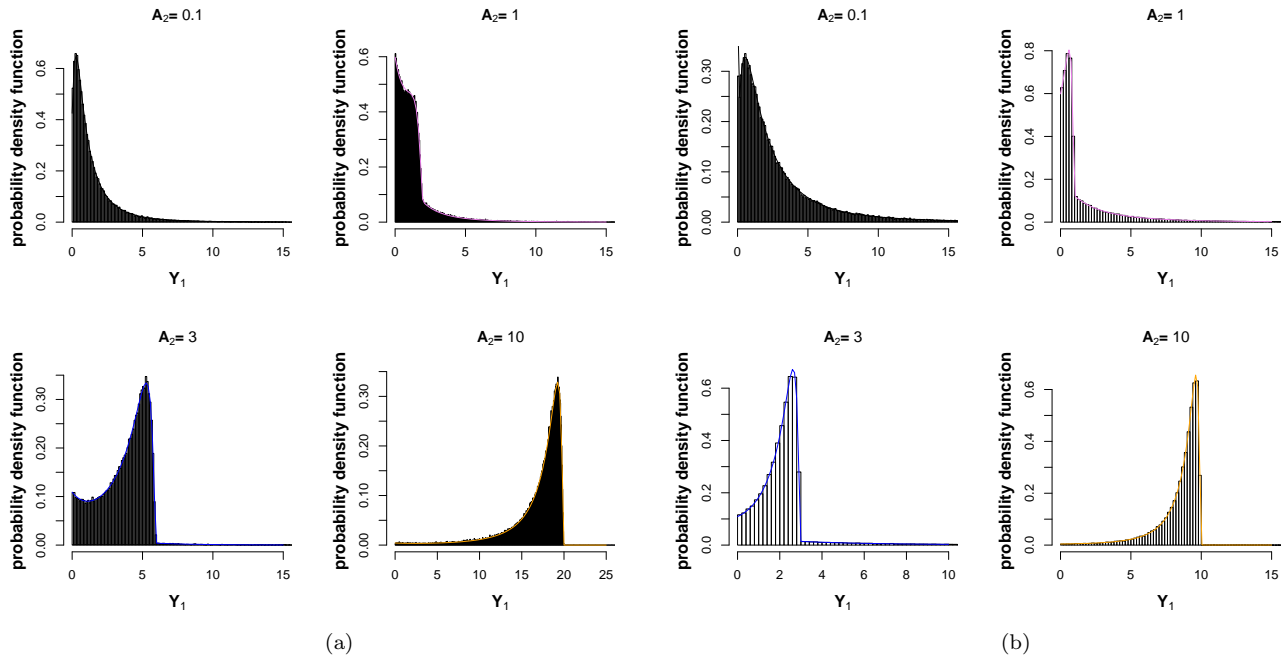 A2= 0.1
probability density function
0.0 0.2 0.4 0.6
0 5 10 15
Y1
A2= 1
probability density function
0.0 0.2 0.4 0.6
0 5 10 15
Y1
A2= 0.1
probability density function
0.00 0.10 0.20 0.30
0 5 10 15
Y1
A2= 1
probability density function
0.0 0.2 0.4 0.6 0.8
0 5 10 15
Y1
A2= 3
probability density function
0.00 0.10 0.20 0.30
0 5 10 15
Y1
A2= 10
probability density function
0.00 0.10 0.20 0.30
0 5 10 15 20 25
Y1
A2= 3
probability density function
0.0 0.2 0.4 0.6
0 2 4 6 8 10
Y1
A2= 10
probability density function
0.0 0.2 0.4 0.6
0 5 10 15
Y1
(a)
(b)